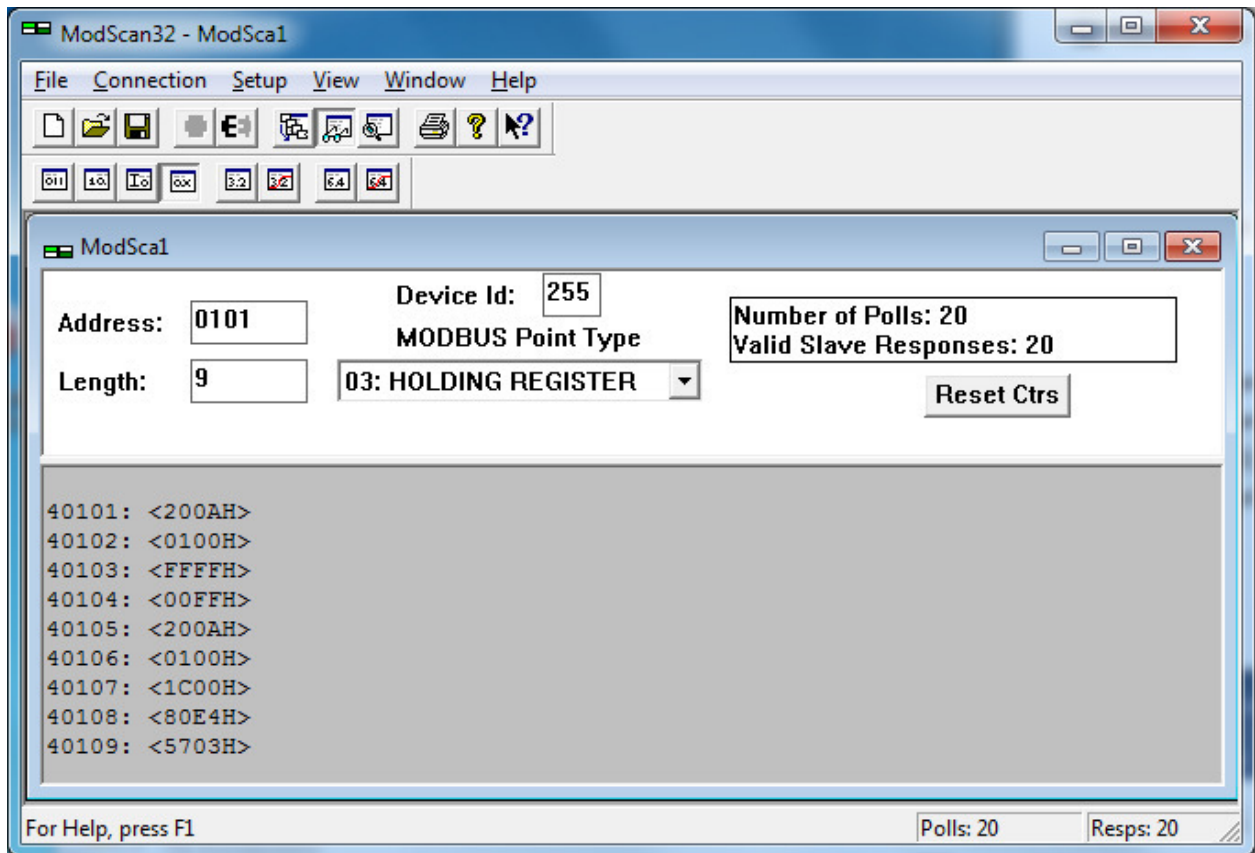 ModScan32 - ModSca1
File Connection Setup View Window Help
ModSca1
Address: 0101
Device Id: 255
MODBUS Point Type
Length: 9
03: HOLDING REGISTER
Number of Polls: 20
Valid Slave Responses: 20
Reset Ctrs
40101: <200AH>
40102: <0100H>
40103: <FFFFH>
40104: <00FFH>
40105: <200AH>
40106: <0100H>
40107: <1C00H>
40108: <80E4H>
40109: <5703H>
For Help, press F1
Polls: 20
Resps: 20